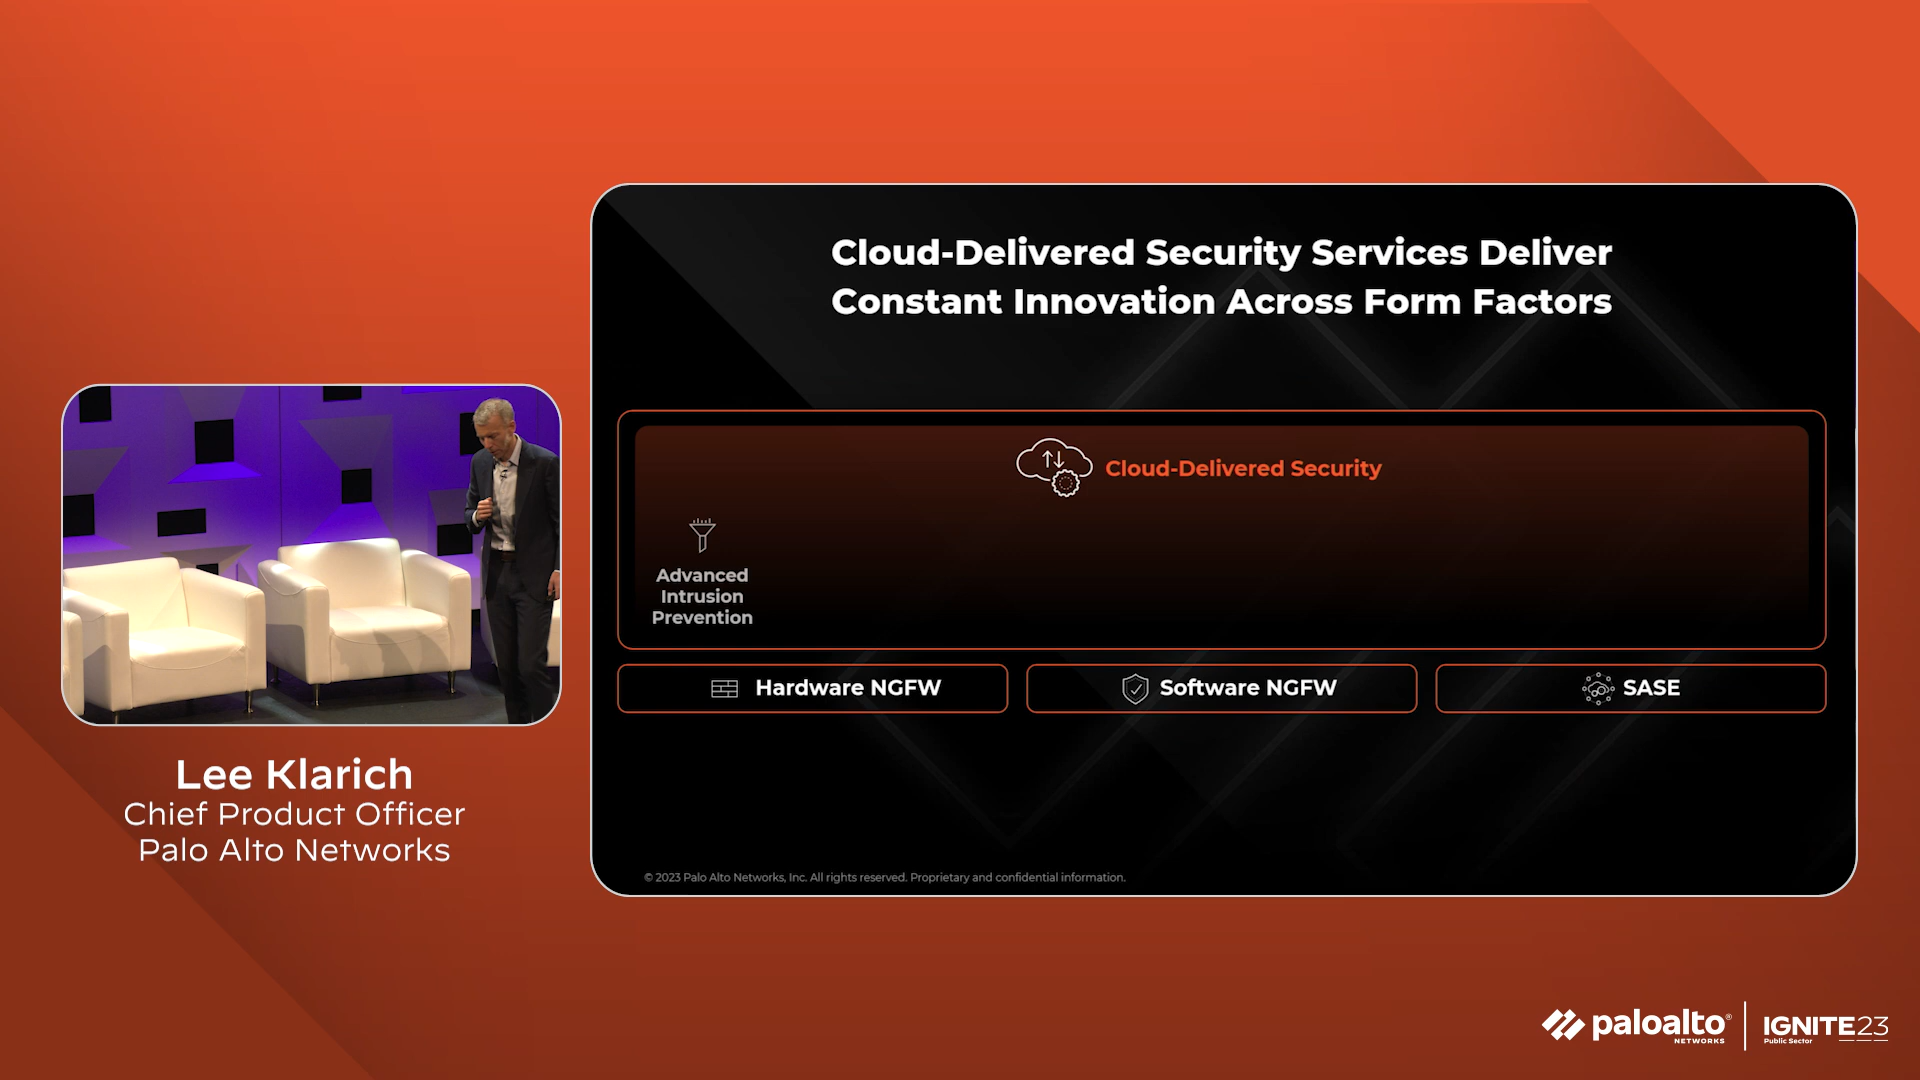 Cloud-Delivered Security Services Deliver
Constant Innovation Across Form Factors
Cloud-Delivered Security
Advanced
Intrusion
Prevention
Hardware NGFW
Software NGFW
SASE
© 2023 Palo Alto Networks, Inc. All rights reserved. Proprietary and confidential information.
Lee Klarich
Chief Product Officer
Palo Alto Networks
paloalto®
NETWORKS
IGNITE23
Public Sector